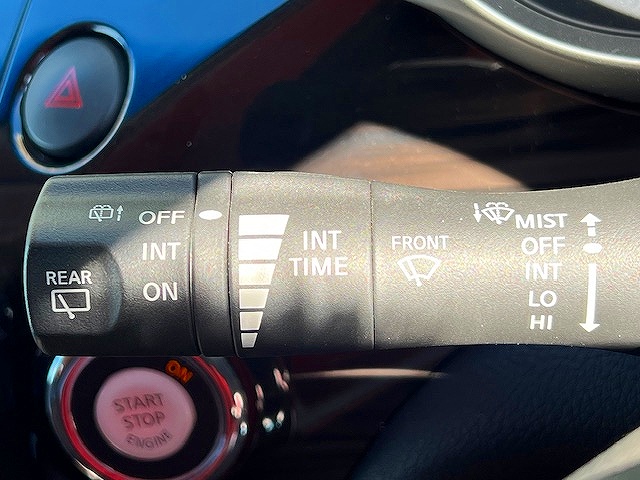 OFF
INT
ON
REAR
INT
TIME
FRONT
MIST
OFF
INT
LO
HI
ON
START
STOP
ENGINE